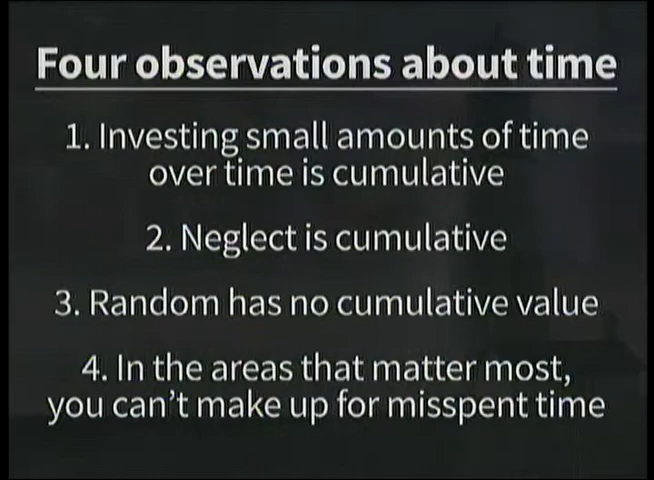 Four observations about time
1. Investing small amounts of time
over time is cumulative
2. Neglect is cumulative
3. Random has no cumulative value
4. In the areas that matter most,
you can't make up for misspent time